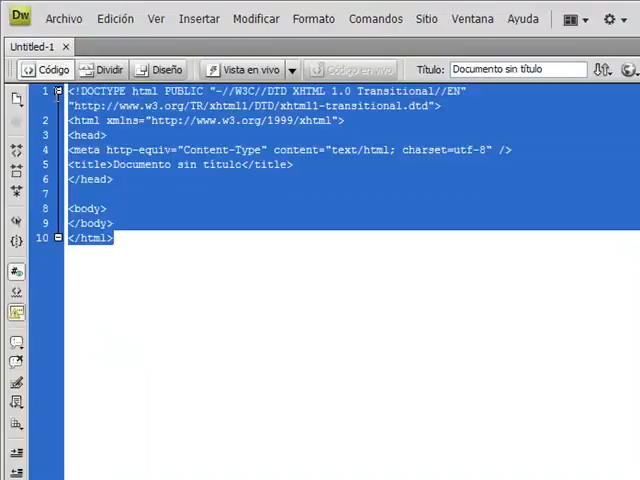 Dw Archivo Edición Ver Insertar Modificar Formato Comandos Sitio Ventana Ayuda
Untitled-1 ×
Código Dividir Diseño Vista en vivo Código en vivo Título: Documento sin título
1 <!DOCTYPE html PUBLIC "-//W3C//DTD XHTML 1.0 Transitional//EN"
"http://www.w3.org/TR/xhtml1/DTD/xhtml1-transitional.dtd">
2 <html xmlns="http://www.w3.org/1999/xhtml">
3 <head>
4 <meta http-equiv="Content-Type" content="text/html; charset=utf-8" />
5 <title>Documento sin título</title>
6 </head>
7
8 <body>
9 </body>
10 </html>